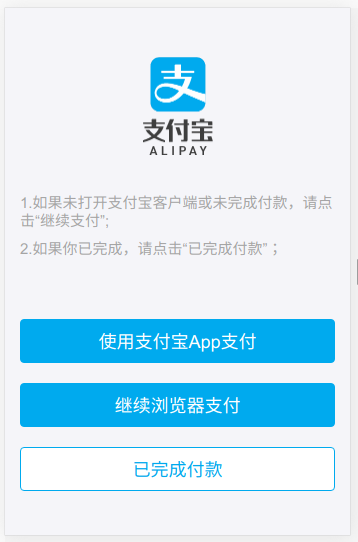 支
支付宝
ALIPAY
1.如果未打开支付宝客户端或未完成付款，请点
击“继续支付”;
2.如果你已完成，请点击“已完成付款” ；
使用支付宝App支付
继续浏览器支付
已完成付款